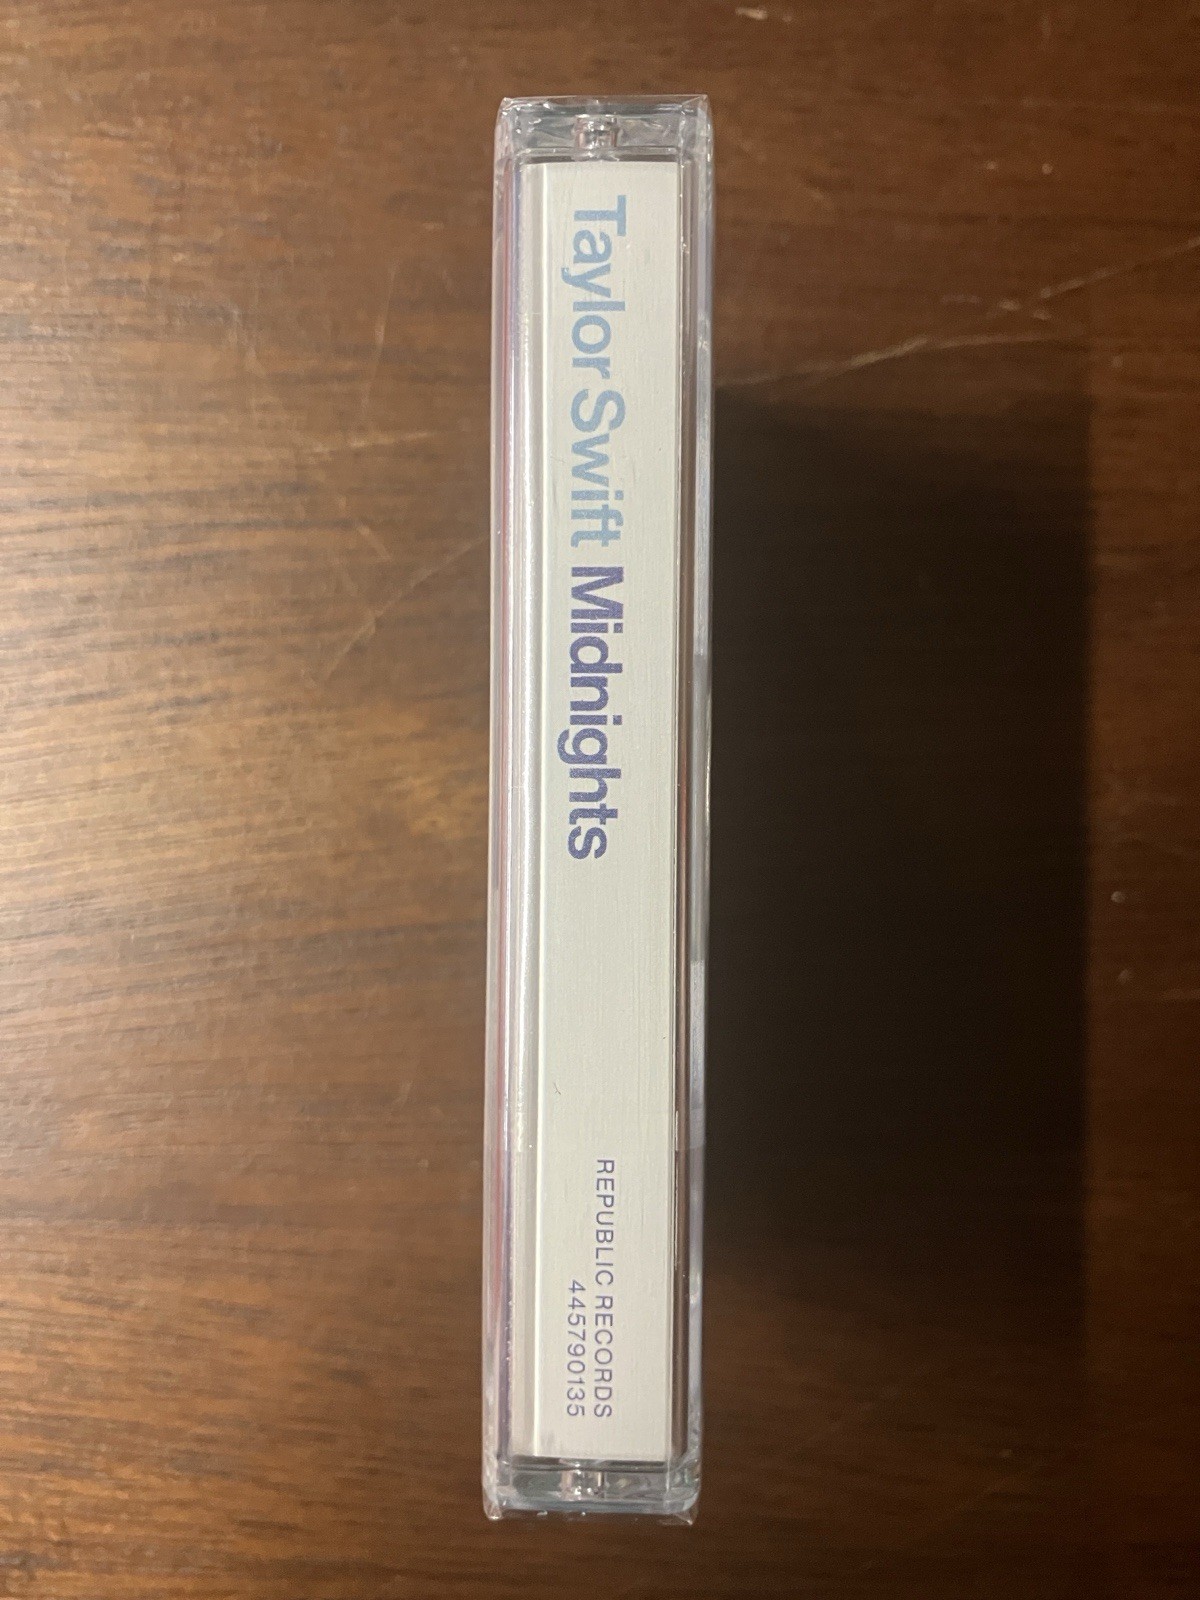 Taylor Swift Midnights
REPUBLIC RECORDS
445790135